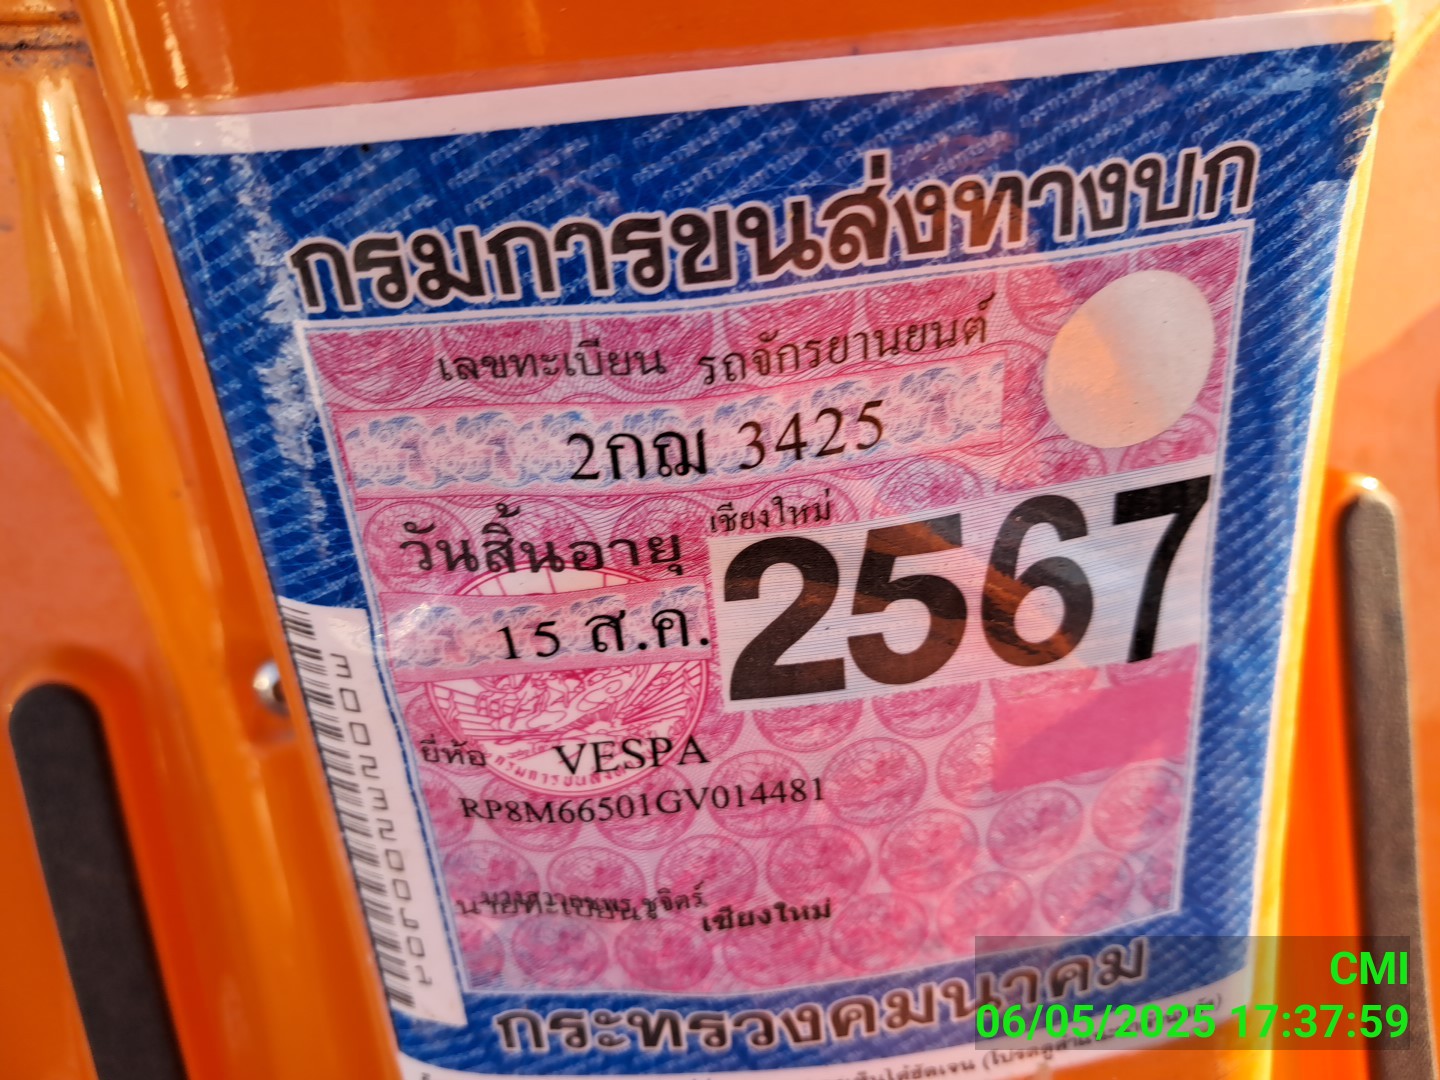 กรมการขนส่งทางบก
เลขทะเบียน รถจักรยานยนต์
2กฌ 3425
เชียงใหม่
วันสิ้นอายุ
15 ส.ค. 2567
ยี่ห้อ VESPA
RP8M66501GV014481
ชูจิตร์
นายทะเบียน เชียงใหม่
กระทรวงคมนาคม
CMI
06/05/2025 17:37:59